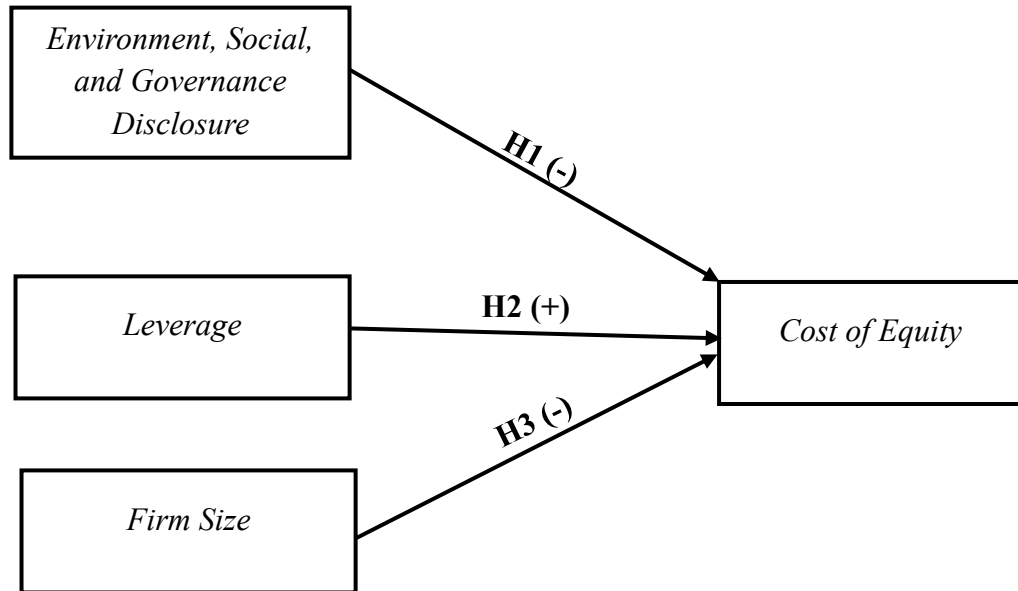 Environment, Social,
and Governance
Disclosure
H1 (-)
Leverage
H2 (+)
Cost of Equity
H3 (-)
Firm Size